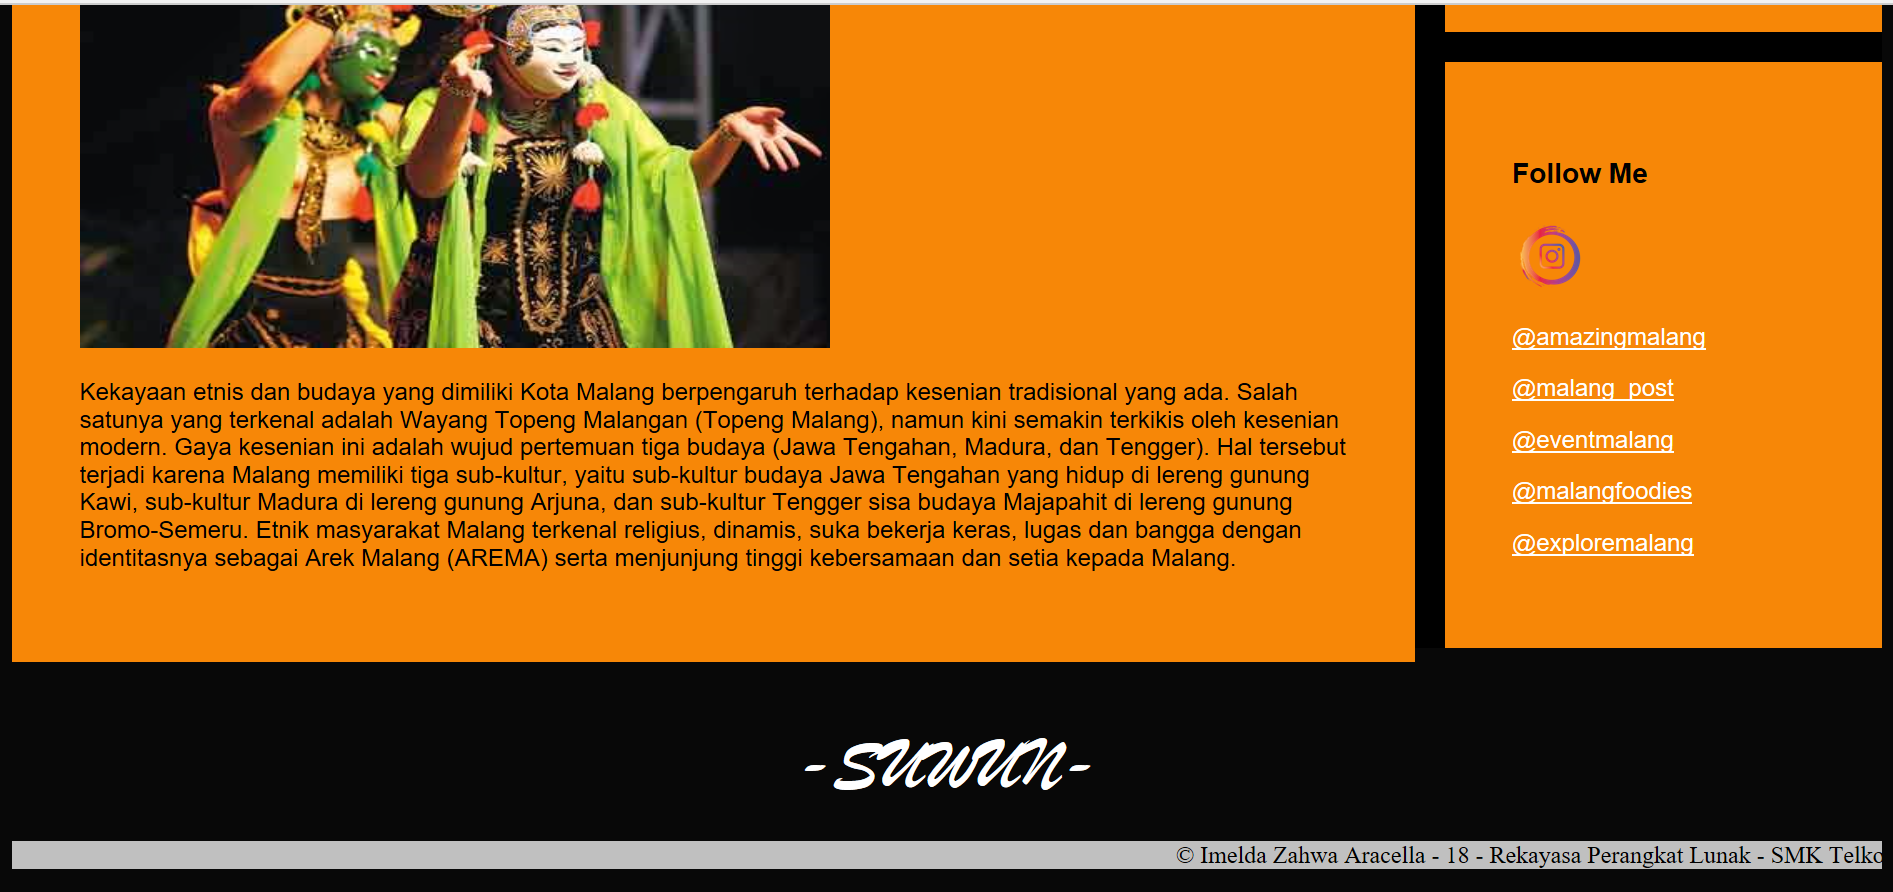 Kekayaan etnis dan budaya yang dimiliki Kota Malang berpengaruh terhadap kesenian tradisional yang ada. Salah
satunya yang terkenal adalah Wayang Topeng Malangan (Topeng Malang), namun kini semakin terkikis oleh kesenian
modern. Gaya kesenian ini adalah wujud pertemuan tiga budaya (Jawa Tengahan, Madura, dan Tengger). Hal tersebut
terjadi karena Malang memiliki tiga sub-kultur, yaitu sub-kultur budaya Jawa Tengahan yang hidup di lereng gunung
Kawi, sub-kultur Madura di lereng gunung Arjuna, dan sub-kultur Tengger sisa budaya Majapahit di lereng gunung
Bromo-Semeru. Etnik masyarakat Malang terkenal religius, dinamis, suka bekerja keras, lugas dan bangga dengan
identitasnya sebagai Arek Malang (AREMA) serta menjunjung tinggi kebersamaan dan setia kepada Malang.
Follow Me
@amazingmalang
@malang_post
@eventmalang
@malangfoodies
@exploremalang
-SUWUN-
© Imelda Zahwa Aracella - 18 - Rekayasa Perangkat Lunak - SMK Telko